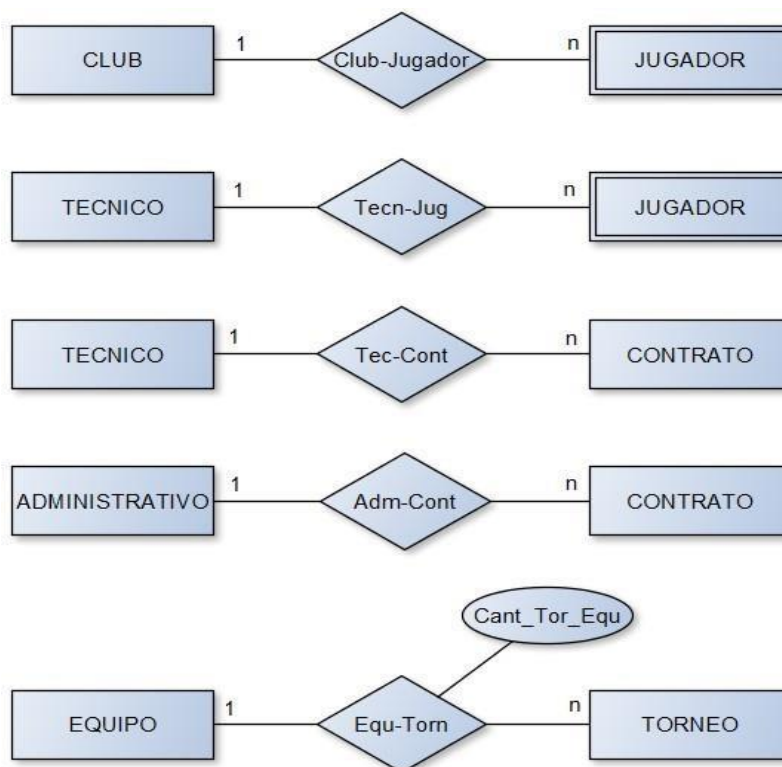 CLUB 1 Club-Jugador n JUGADOR
TECNICO 1 Tecn-Jug n JUGADOR
TECNICO 1 Tec-Cont n CONTRATO
ADMINISTRATIVO 1 Adm-Cont n CONTRATO
Cant_Tor_Equ
EQUIPO 1 Equ-Torn n TORNEO